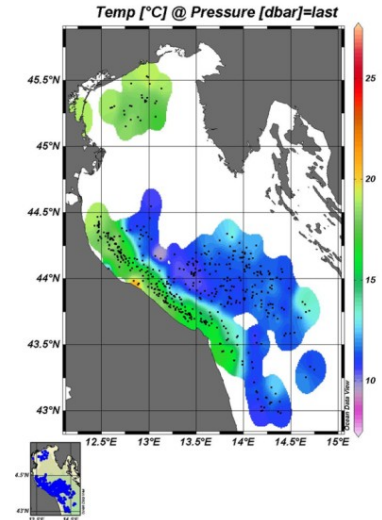 Temp [°C] @ Pressure [dbar]=last
45.5°N
45°N
44.5°N
44°N
43.5°N
43°N
12.5°E 13°E 13.5°E 14°E 14.5°E 15°E
25
20
15
10
Ocean Data View